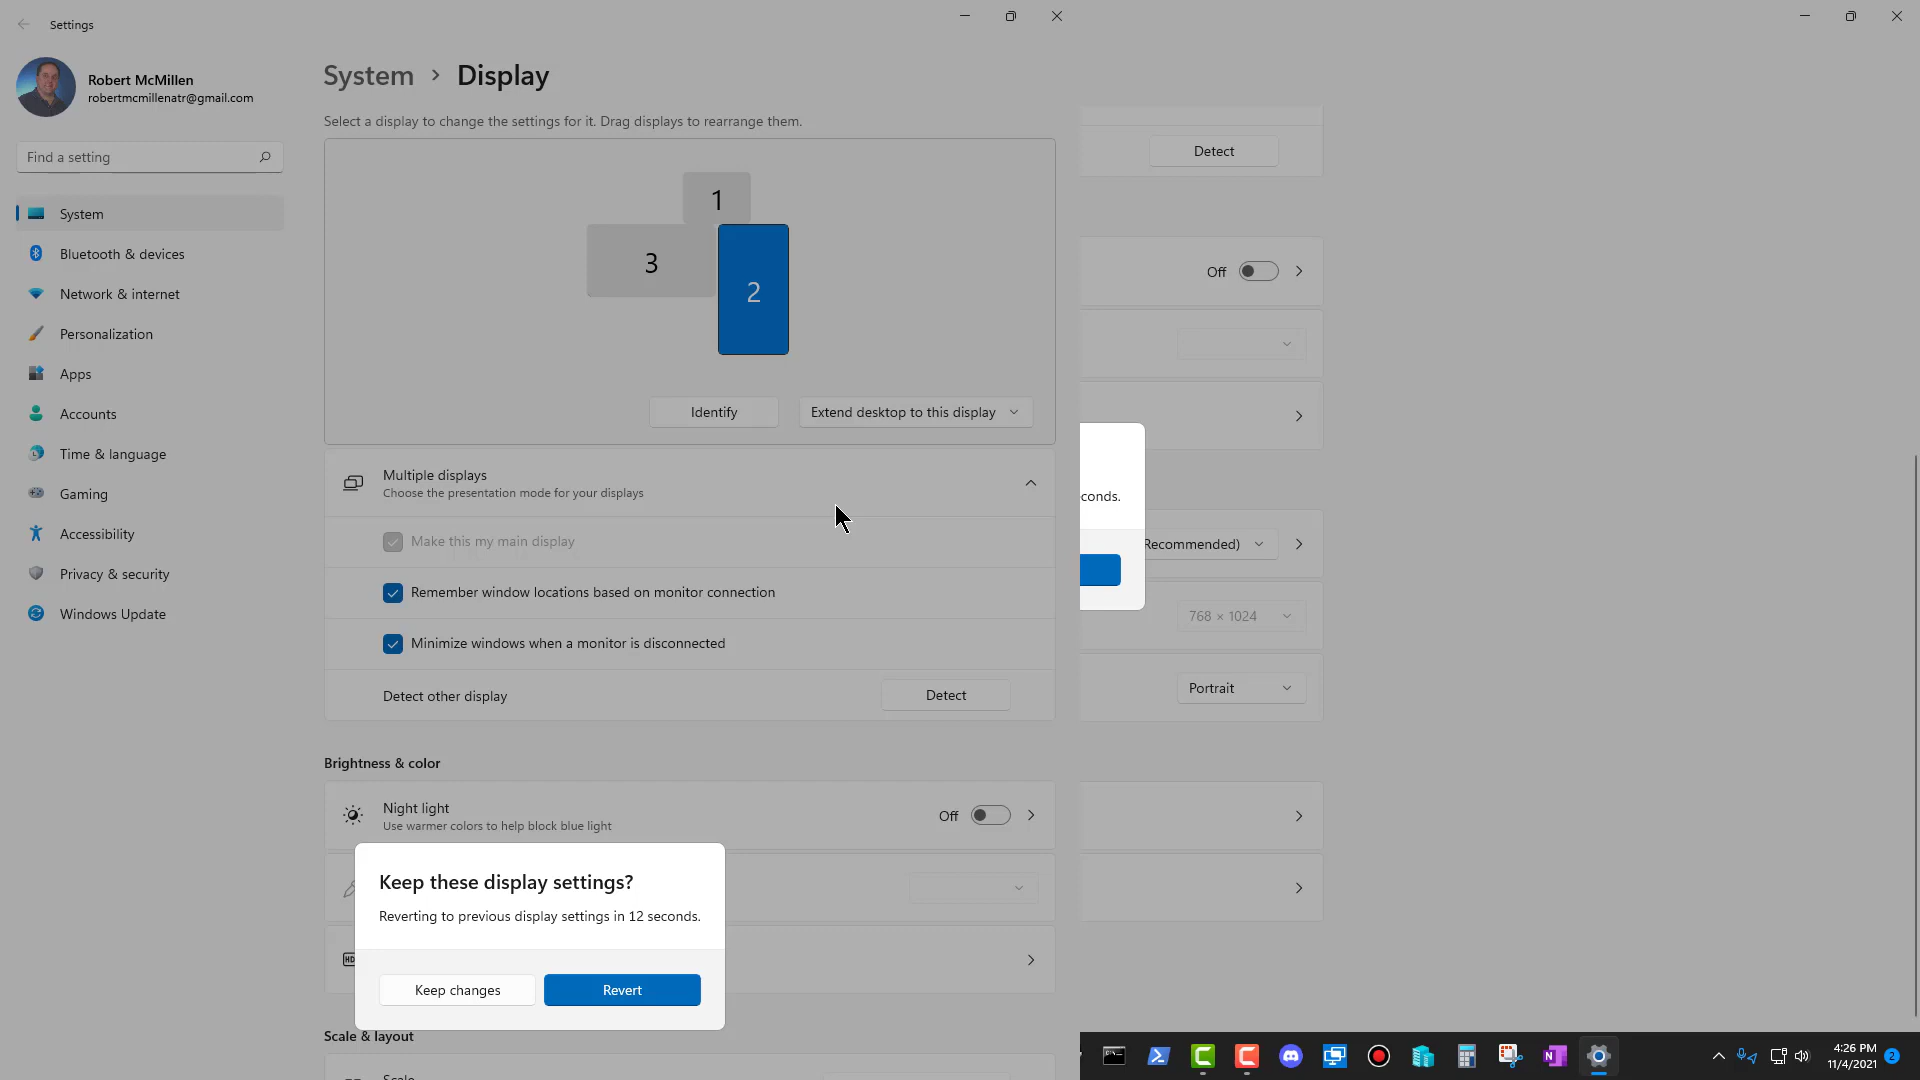 Settings
Robert McMillen
robertmcmillenatr@gmail.com
Find a setting
System
Bluetooth & devices
Network & internet
Personalization
Apps
Accounts
Time & language
Gaming
Accessibility
Privacy & security
Windows Update
System > Display
Select a display to change the settings for it. Drag displays to rearrange them.
1
3
2
Identify
Extend desktop to this display
Multiple displays
Choose the presentation mode for your displays
Make this my main display
Remember window locations based on monitor connection
Minimize windows when a monitor is disconnected
Detect other display
Detect
Brightness & color
Night light
Use warmer colors to help block blue light
Off
Keep these display settings?
Reverting to previous display settings in 12 seconds.
Keep changes
Revert
HD
Scale & layout
Scale
Detect
Off
conds.
Recommended)
768 × 1024
Portrait
N
4:26 PM
11/4/2021
2